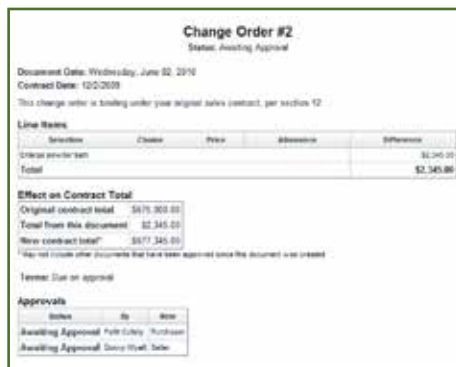 Change Order #2
Status: Awaiting Approval
Document Date: Wednesday, June 02, 2010
Contract Date: 12/2/2009
This change order is binding under your original sales contract, per section 12
Line Items
Selection Choice Price Allowance Difference
Enlarge powder bath $2,345.00
Total $2,345.00
Effect on Contract Total
Original contract total $675,000.00
Total from this document $2,345.00
New contract total* $677,345.00
* May not include other documents that have been approved since this document was created
Terms: Due on approval
Approvals
Status By Role
Awaiting Approval Purchaser
Awaiting Approval Seller